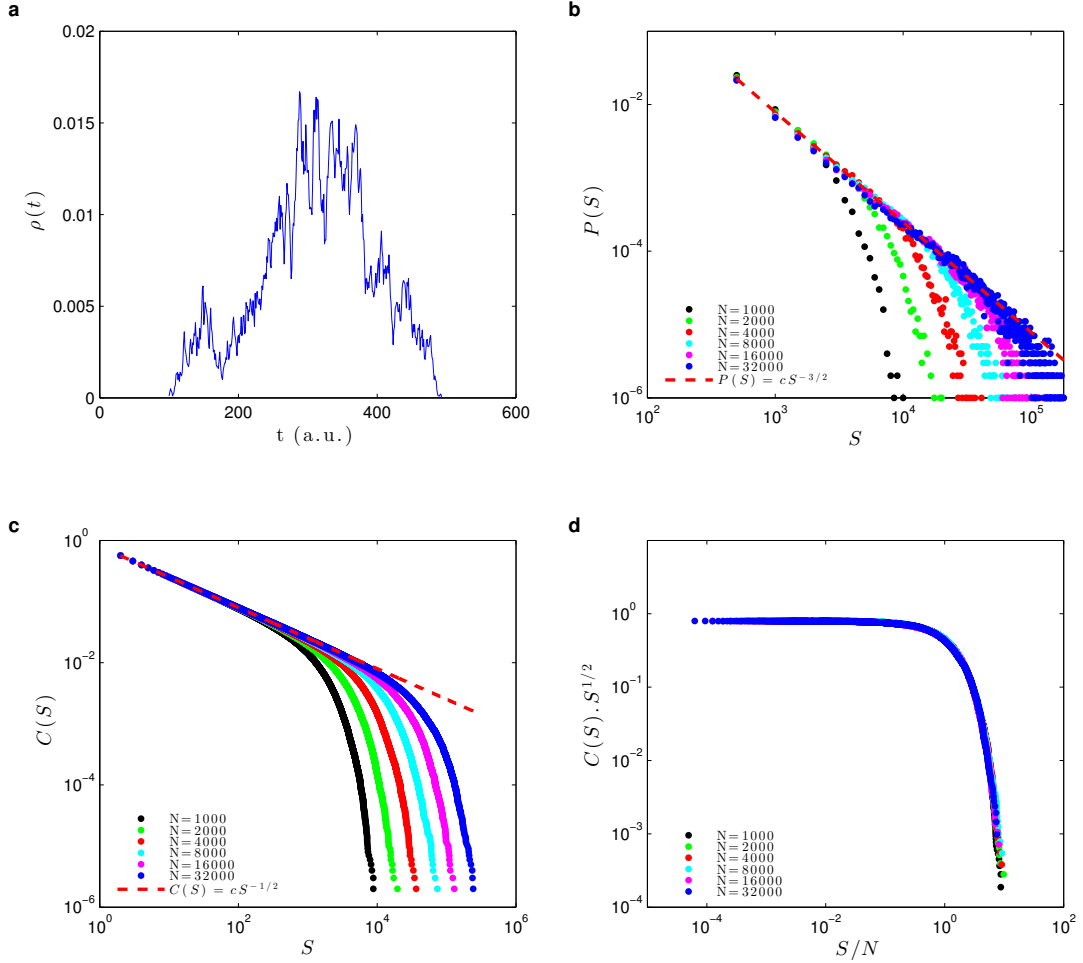 a
0.02
0.015
0.01
0.005
0
0
200
400
600
ρ(t)
t (a.u.)
b
10^-2
10^-4
10^-6
10^2
10^3
10^4
10^5
P(S)
S
N=1000
N=2000
N=4000
N=8000
N=16000
N=32000
P(S) = cS^-3/2
c
10^0
10^-2
10^-4
10^-6
10^0
10^2
10^4
10^6
C(S)
S
N=1000
N=2000
N=4000
N=8000
N=16000
N=32000
C(S) = cS^-1/2
d
10^0
10^-1
10^-2
10^-3
10^-4
10^-4
10^-2
10^0
10^2
C(S).S^1/2
S/N
N=1000
N=2000
N=4000
N=8000
N=16000
N=32000